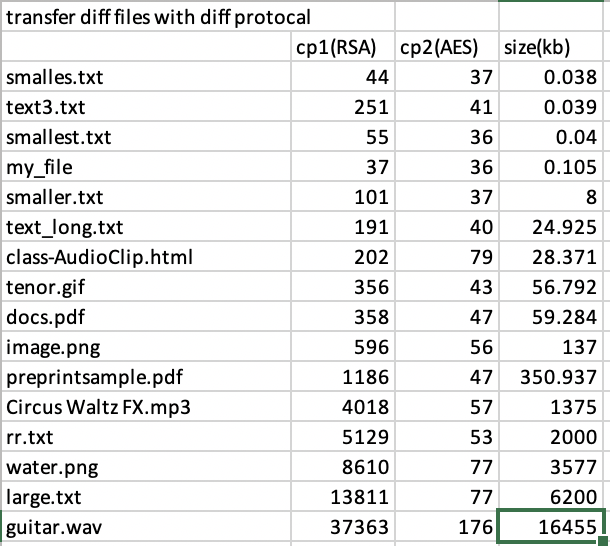 transfer diff files with diff protocal
cp1(RSA) cp2(AES) size(kb)
smalles.txt 44 37 0.038
text3.txt 251 41 0.039
smallest.txt 55 36 0.04
my_file 37 36 0.105
smaller.txt 101 37 8
text_long.txt 191 40 24.925
class-AudioClip.html 202 79 28.371
tenor.gif 356 43 56.792
docs.pdf 358 47 59.284
image.png 596 56 137
preprintsample.pdf 1186 47 350.937
Circus Waltz FX.mp3 4018 57 1375
rr.txt 5129 53 2000
water.png 8610 77 3577
large.txt 13811 77 6200
guitar.wav 37363 176 16455